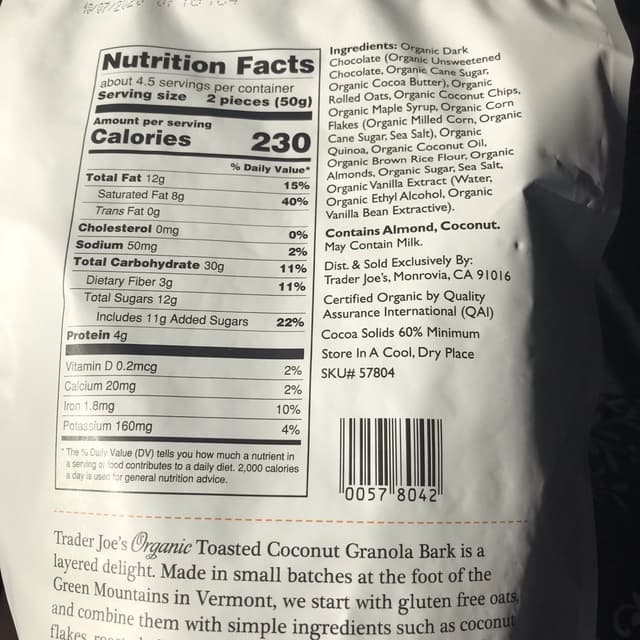 Nutrition Facts
about 4.5 servings per container
Serving size 2 pieces (50g)
Amount per serving
Calories 230
% Daily Value*
Total Fat 12g 15%
Saturated Fat 8g 40%
Trans Fat 0g
Cholesterol 0mg 0%
Sodium 50mg 2%
Total Carbohydrate 30g 11%
Dietary Fiber 3g 11%
Total Sugars 12g
Includes 11g Added Sugars 22%
Protein 4g
Vitamin D 0.2mcg 2%
Calcium 20mg 2%
Iron 1.8mg 10%
Potassium 160mg 4%
* The % Daily Value (DV) tells you how much a nutrient in
a serving of food contributes to a daily diet. 2,000 calories
a day is used for general nutrition advice.
Ingredients: Organic Dark
Chocolate (Organic Unsweetened
Chocolate, Organic Cane Sugar,
Organic Cocoa Butter), Organic
Rolled Oats, Organic Coconut Chips,
Organic Maple Syrup, Organic Corn
Flakes (Organic Milled Corn, Organic
Cane Sugar, Sea Salt), Organic
Quinoa, Organic Coconut Oil,
Organic Brown Rice Flour, Organic
Almonds, Organic Sugar, Sea Salt,
Organic Vanilla Extract (Water,
Organic Ethyl Alcohol, Organic
Vanilla Bean Extractive).
Contains Almond, Coconut.
May Contain Milk.
Dist. & Sold Exclusively By:
Trader Joe's, Monrovia, CA 91016
Certified Organic by Quality
Assurance International (QAI)
Cocoa Solids 60% Minimum
Store In A Cool, Dry Place
SKU# 57804
0057 8042
Trader Joe's Organic Toasted Coconut Granola Bark is a
layered delight. Made in small batches at the foot of the
Green Mountains in Vermont, we start with gluten free oats,
and combine them with simple ingredients such as coconut
flakes